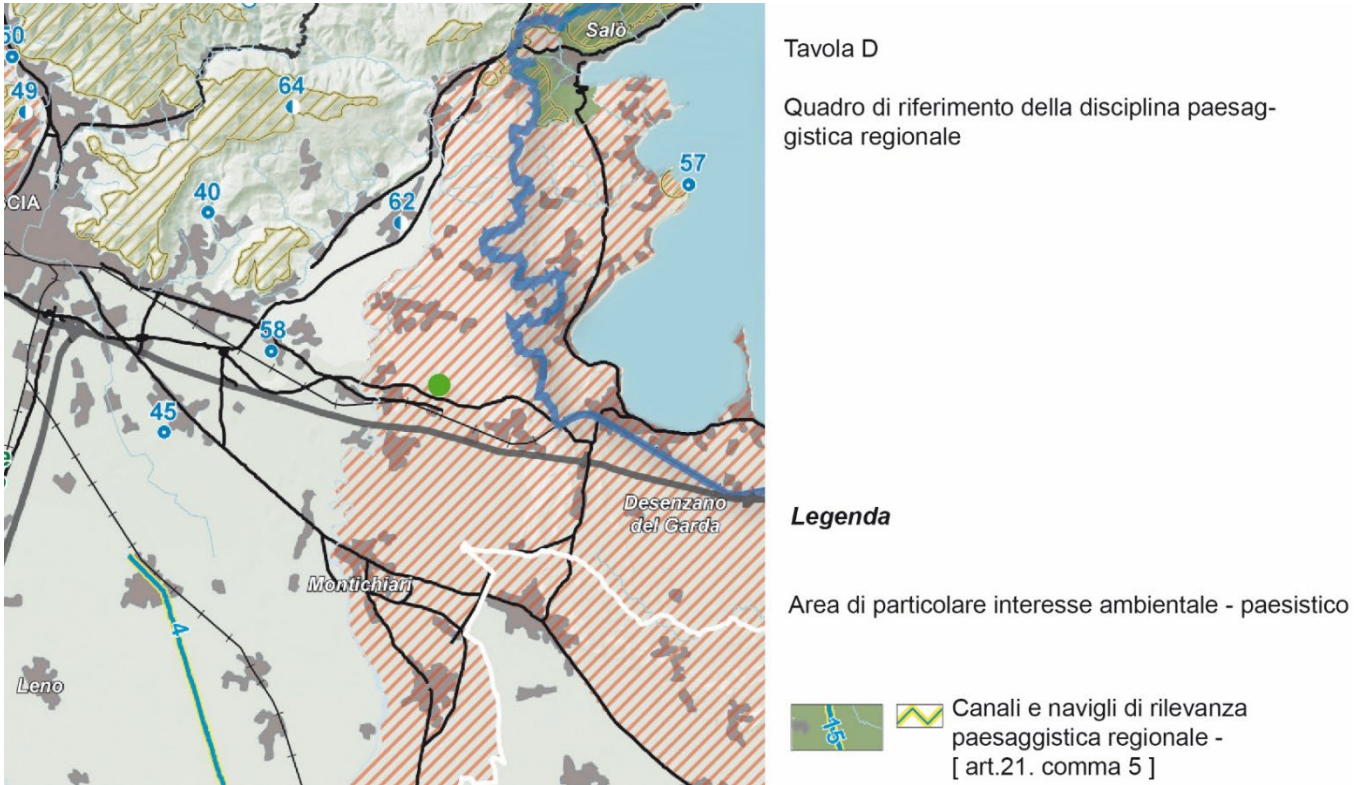 Salò
50
49
64
57
40
62
SCIA
58
45
Desenzano
del Garda
Montichiari
4
Leno
e
Tavola D
Quadro di riferimento della disciplina paesag-
gistica regionale
Legenda
Area di particolare interesse ambientale - paesistico
15
Canali e navigli di rilevanza
paesaggistica regionale -
[ art.21. comma 5 ]